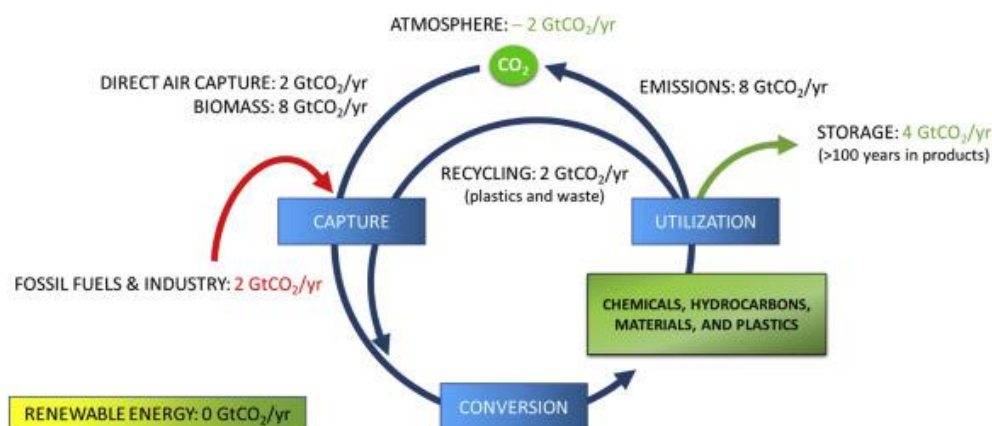 ATMOSPHERE: – 2 GtCO₂/yr
CO₂
DIRECT AIR CAPTURE: 2 GtCO₂/yr
BIOMASS: 8 GtCO₂/yr
EMISSIONS: 8 GtCO₂/yr
STORAGE: 4 GtCO₂/yr
(>100 years in products)
RECYCLING: 2 GtCO₂/yr
(plastics and waste)
CAPTURE
UTILIZATION
FOSSIL FUELS & INDUSTRY: 2 GtCO₂/yr
CHEMICALS, HYDROCARBONS,
MATERIALS, AND PLASTICS
CONVERSION
RENEWABLE ENERGY: 0 GtCO₂/yr